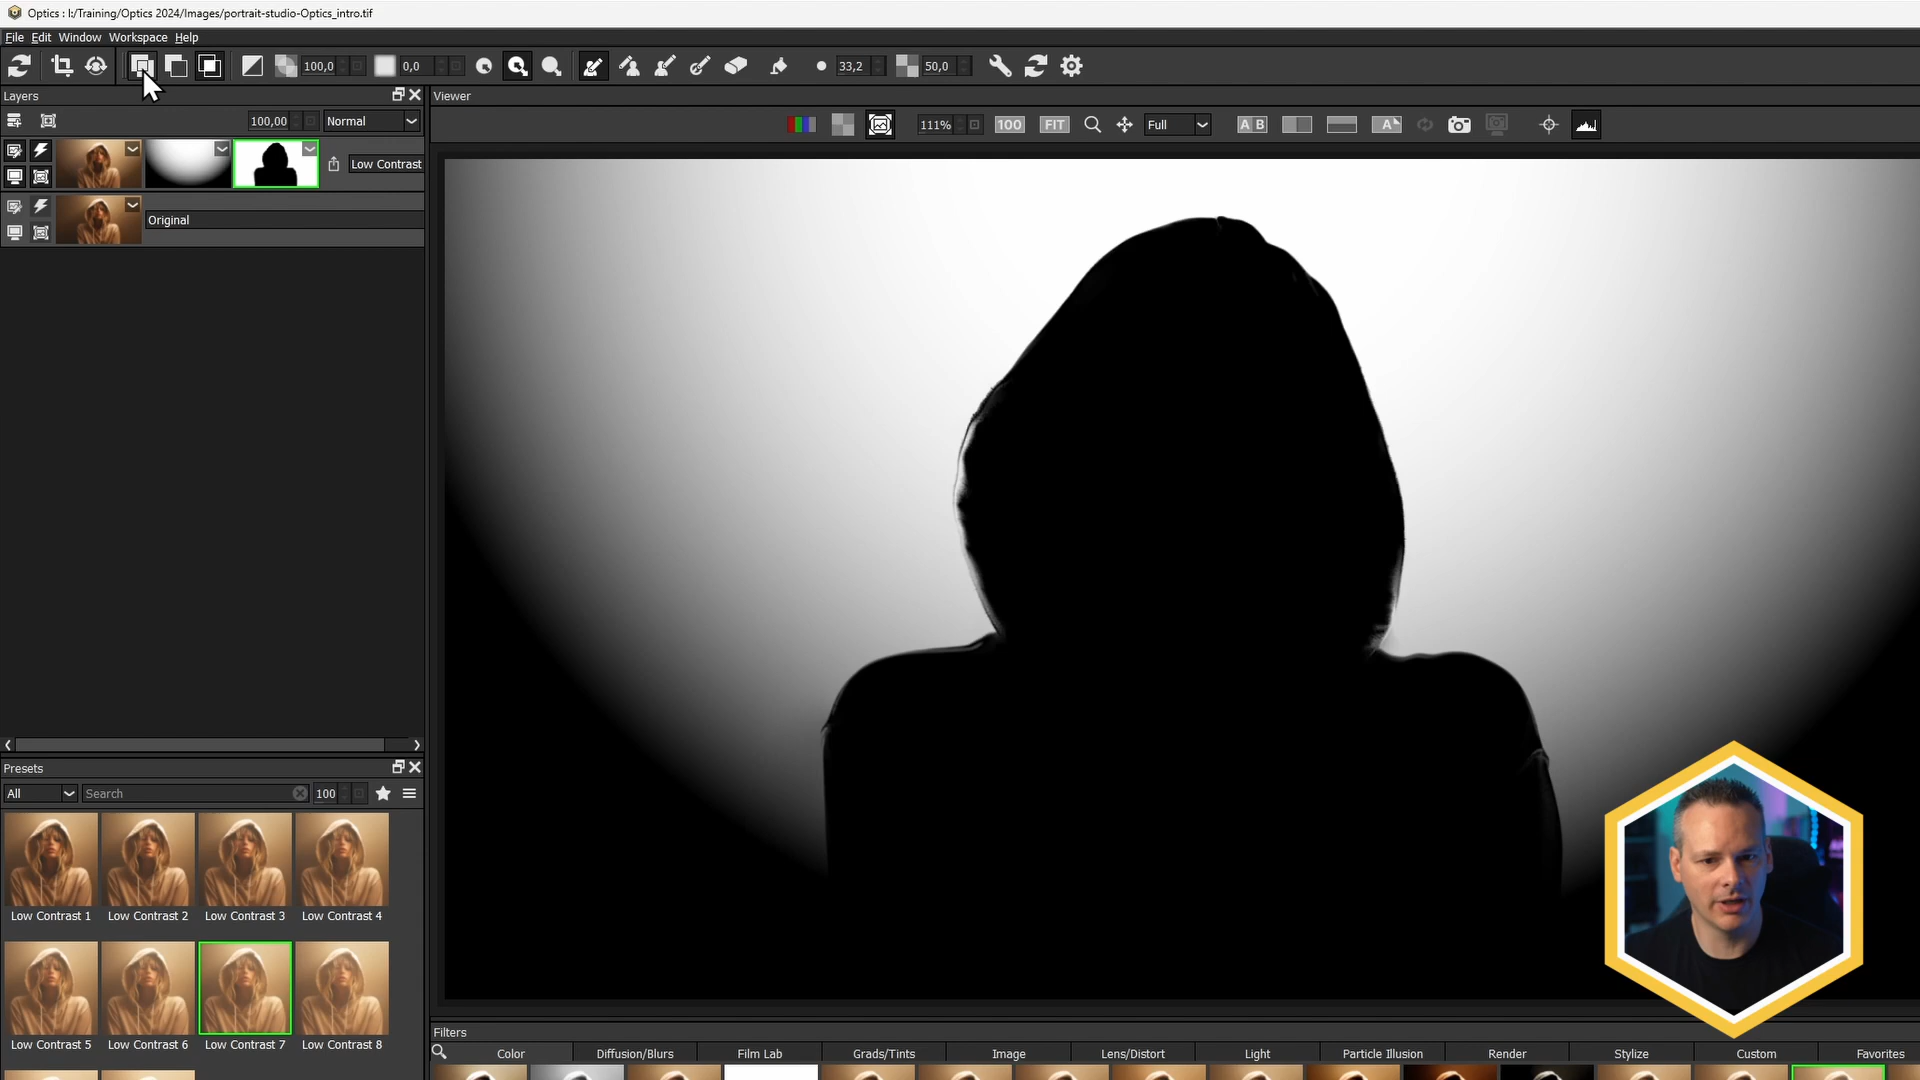 Optics : I:/Training/Optics 2024/Images/portrait-studio-Optics_intro.tif
File Edit Window Workspace Help
100,0 0,0 33,2 50,0
Layers
Viewer
100,00 Normal
111% 100 FIT Full AB A
Low Contrast
Original
Presets
All Search 100
Low Contrast 1 Low Contrast 2 Low Contrast 3 Low Contrast 4
Low Contrast 5 Low Contrast 6 Low Contrast 7 Low Contrast 8
Filters
Color Diffusion/Blurs Film Lab Grads/Tints Image Lens/Distort Light Particle Illusion Render Stylize Custom Favorites